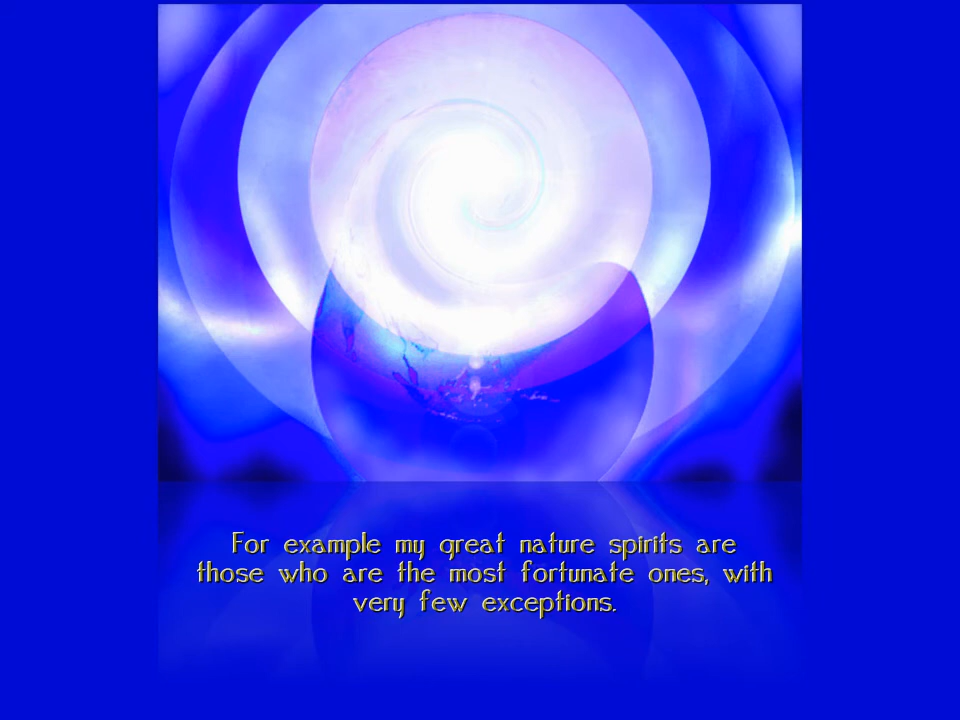 For example my great nature spirits are
those who are the most fortunate ones, with
very few exceptions.